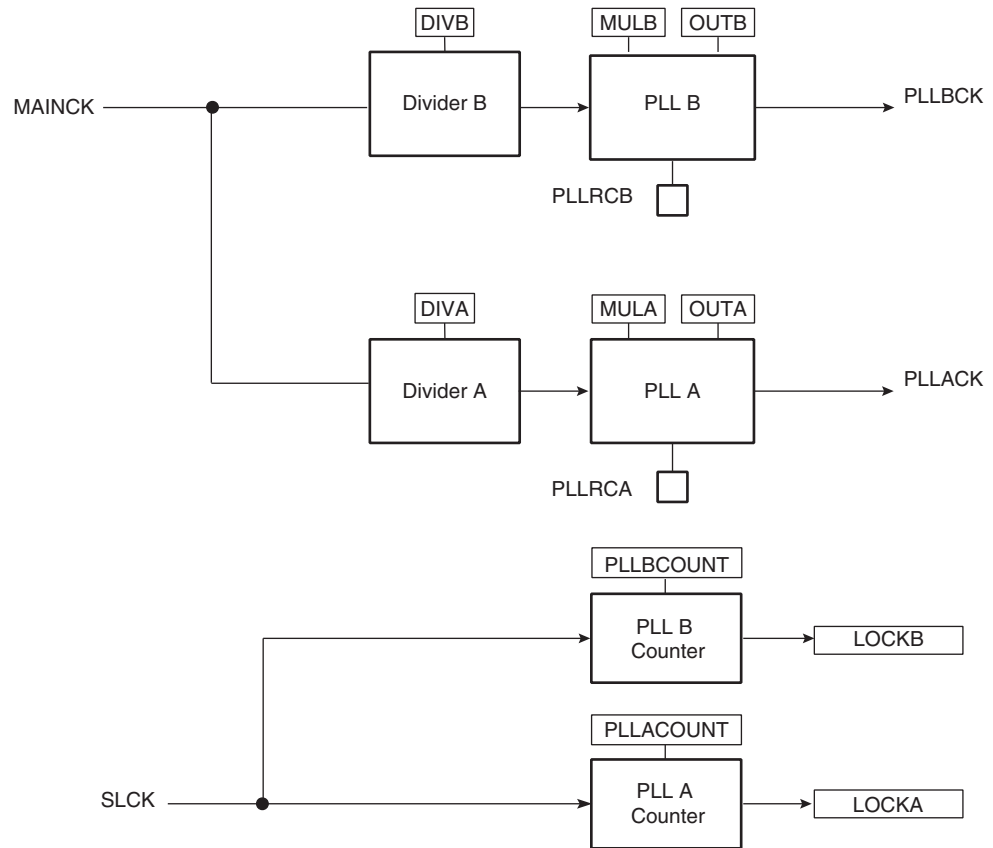 DIVB
MULB
OUTB
MAINCK
Divider B
PLL B
PLLBCK
PLLRCB
DIVA
MULA
OUTA
Divider A
PLL A
PLLACK
PLLRCA
PLLBCOUNT
PLL B
Counter
LOCKB
PLLACOUNT
SLCK
PLL A
Counter
LOCKA